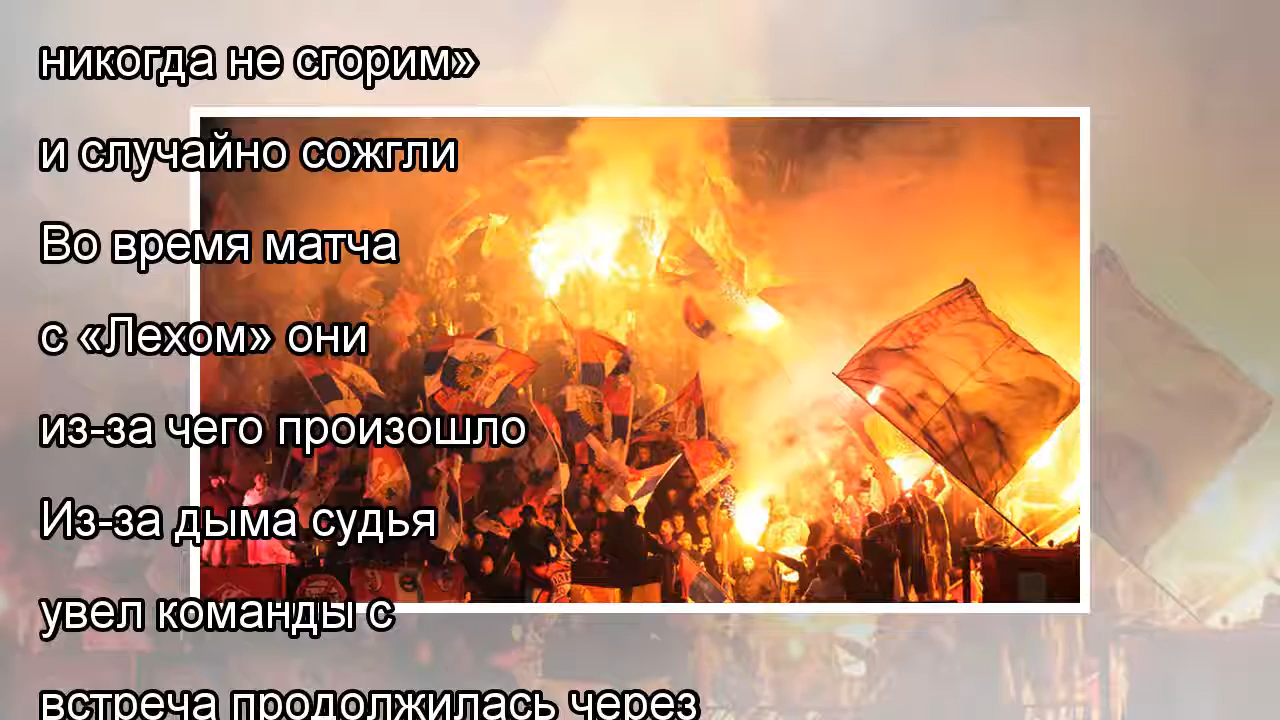 никогда не сгорим»
и случайно сожгли
Во время матча
с «Лехом» они
из-за чего произошло
Из-за дыма судья
увел команды с
встреча продолжилась через